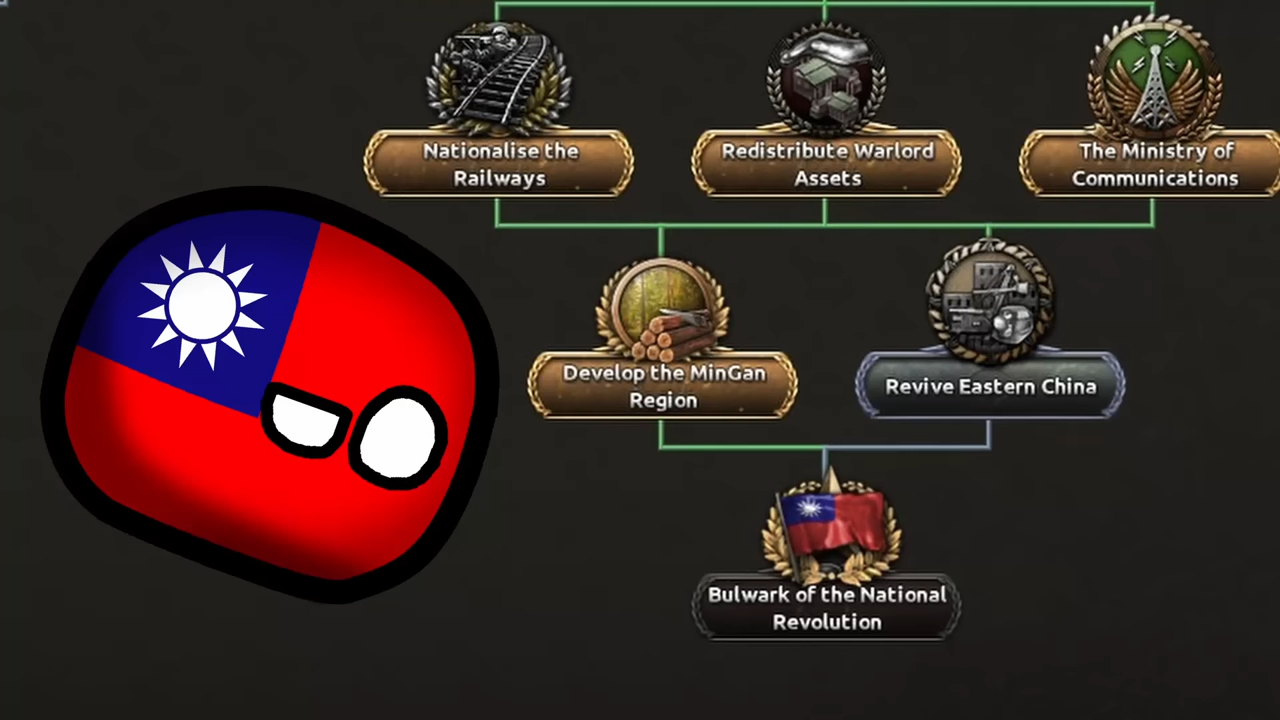 Nationalise the
Railways
Redistribute Warlord
Assets
The Ministry of
Communications
Develop the MinGan
Region
Revive Eastern China
Bulwark of the National
Revolution